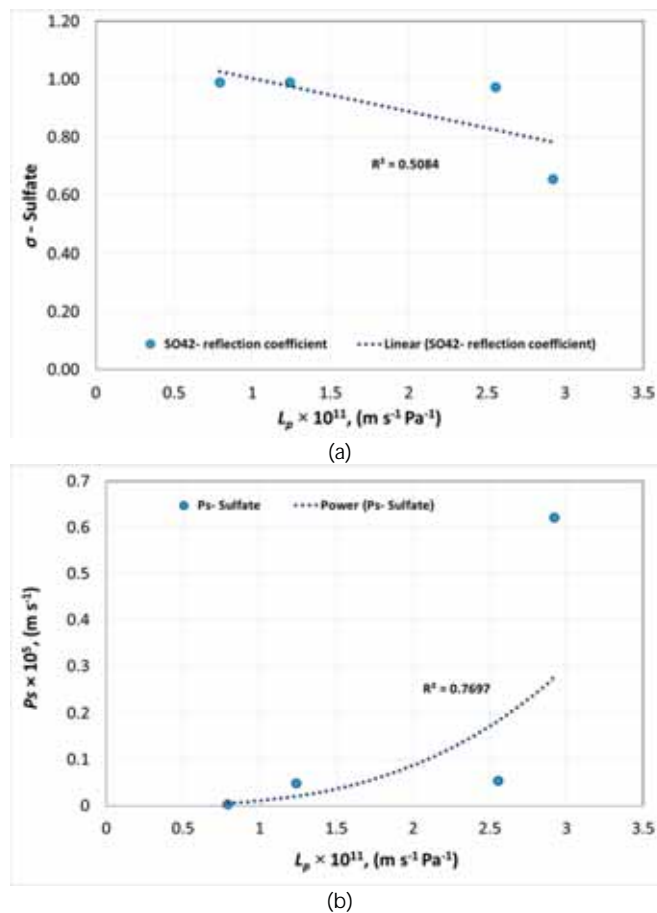 1.20
1.00
0.80
0.60
0.40
0.20
0.00
σ - Sulfate
R² = 0.5084
SO42- reflection coefficient Linear (SO42- reflection coefficient)
0 0.5 1 1.5 2 2.5 3 3.5
Lₚ × 10¹¹, (m s⁻¹ Pa⁻¹)
(a)
0.7
0.6
0.5
0.4
0.3
0.2
0.1
0
Ps × 10⁵, (m s⁻¹)
Ps- Sulfate Power (Ps- Sulfate)
R² = 0.7697
0 0.5 1 1.5 2 2.5 3 3.5
Lₚ × 10¹¹, (m s⁻¹ Pa⁻¹)
(b)